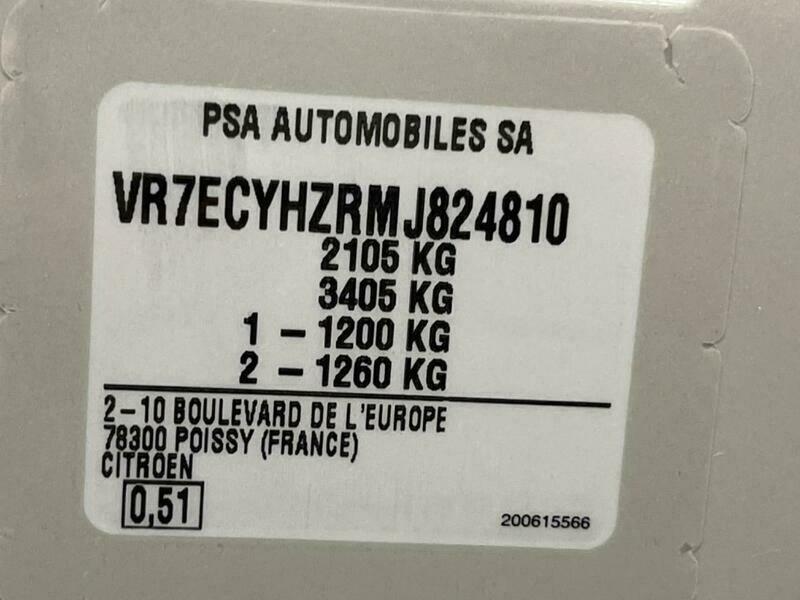 PSA AUTOMOBILES SA
VR7ECYHZRMJ824810
2105 KG
3405 KG
1 - 1200 KG
2 - 1260 KG
2-10 BOULEVARD DE L'EUROPE
78300 POISSY (FRANCE)
CITROEN
0,51
200615566